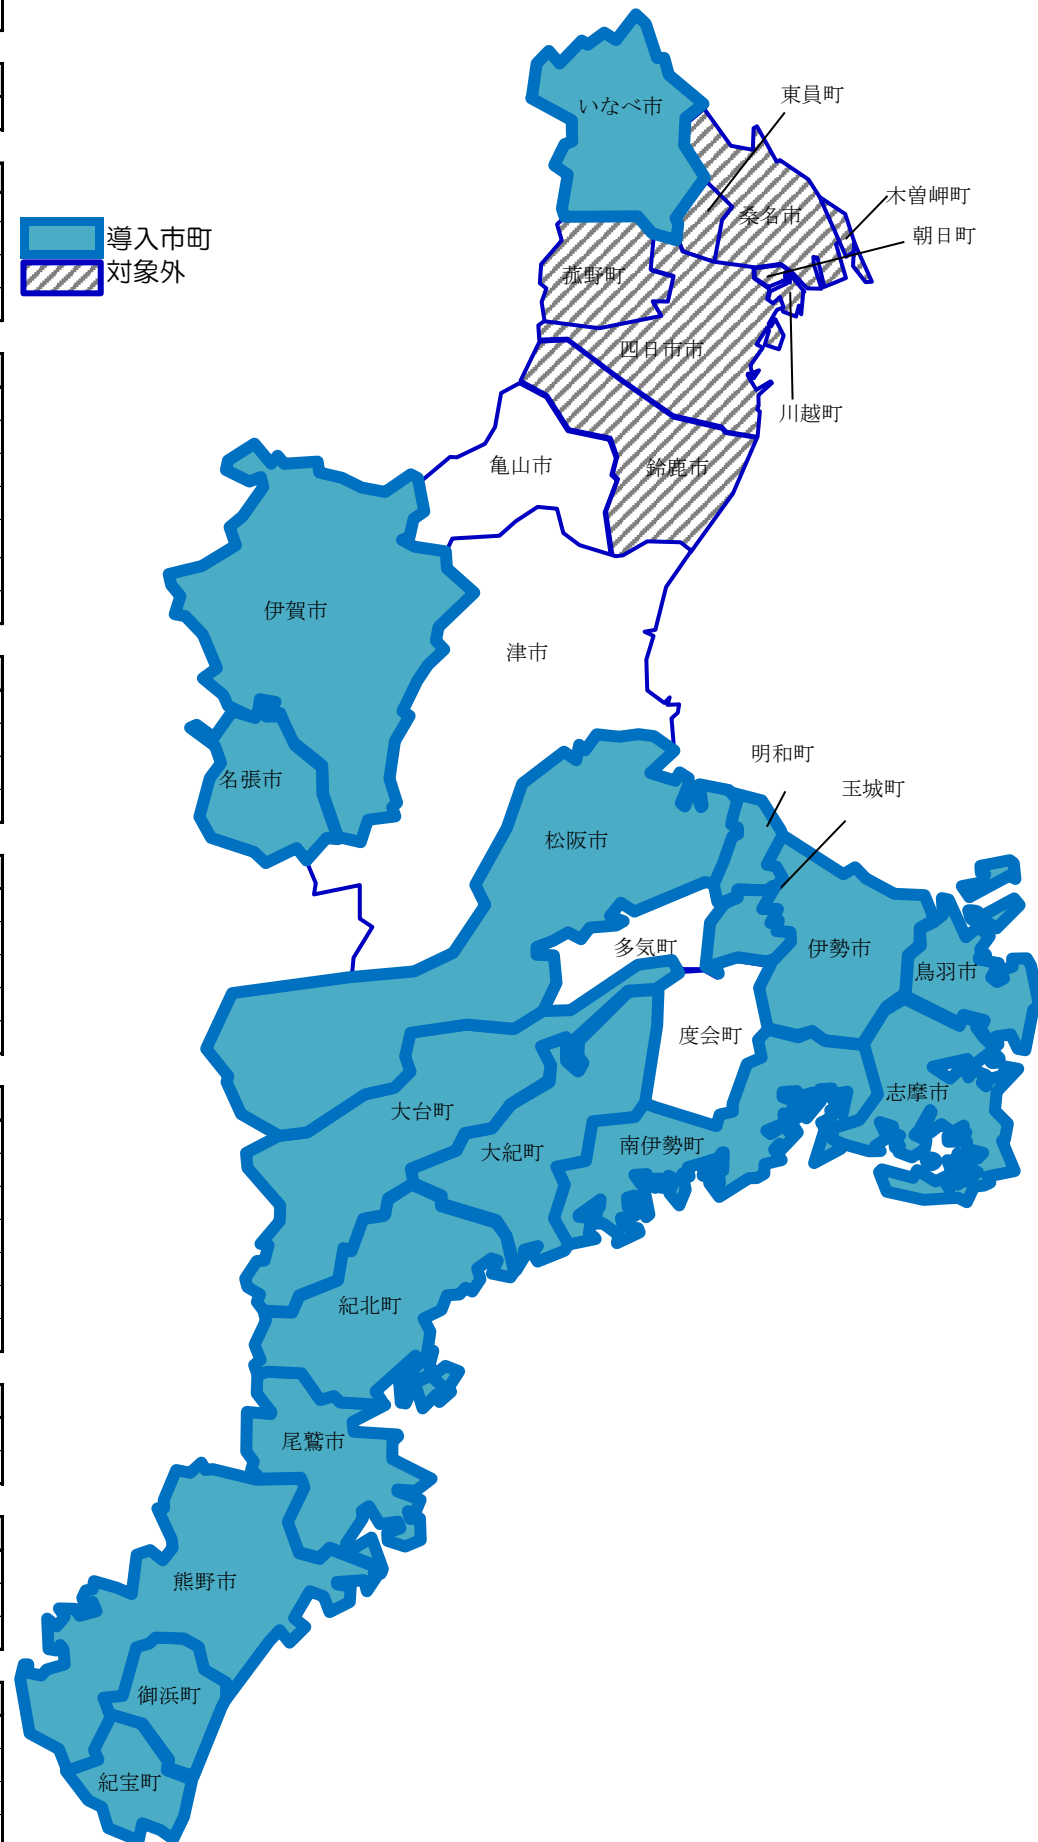 いなべ市
東員町
木曽岬町
桑名市
朝日町
導入市町
対象外
菰野町
四日市市
川越町
亀山市
鈴鹿市
伊賀市
津市
明和町
名張市
玉城町
松阪市
多気町
伊勢市
鳥羽市
度会町
志摩市
大台町
大紀町
南伊勢町
紀北町
尾鷲市
熊野市
御浜町
紀宝町